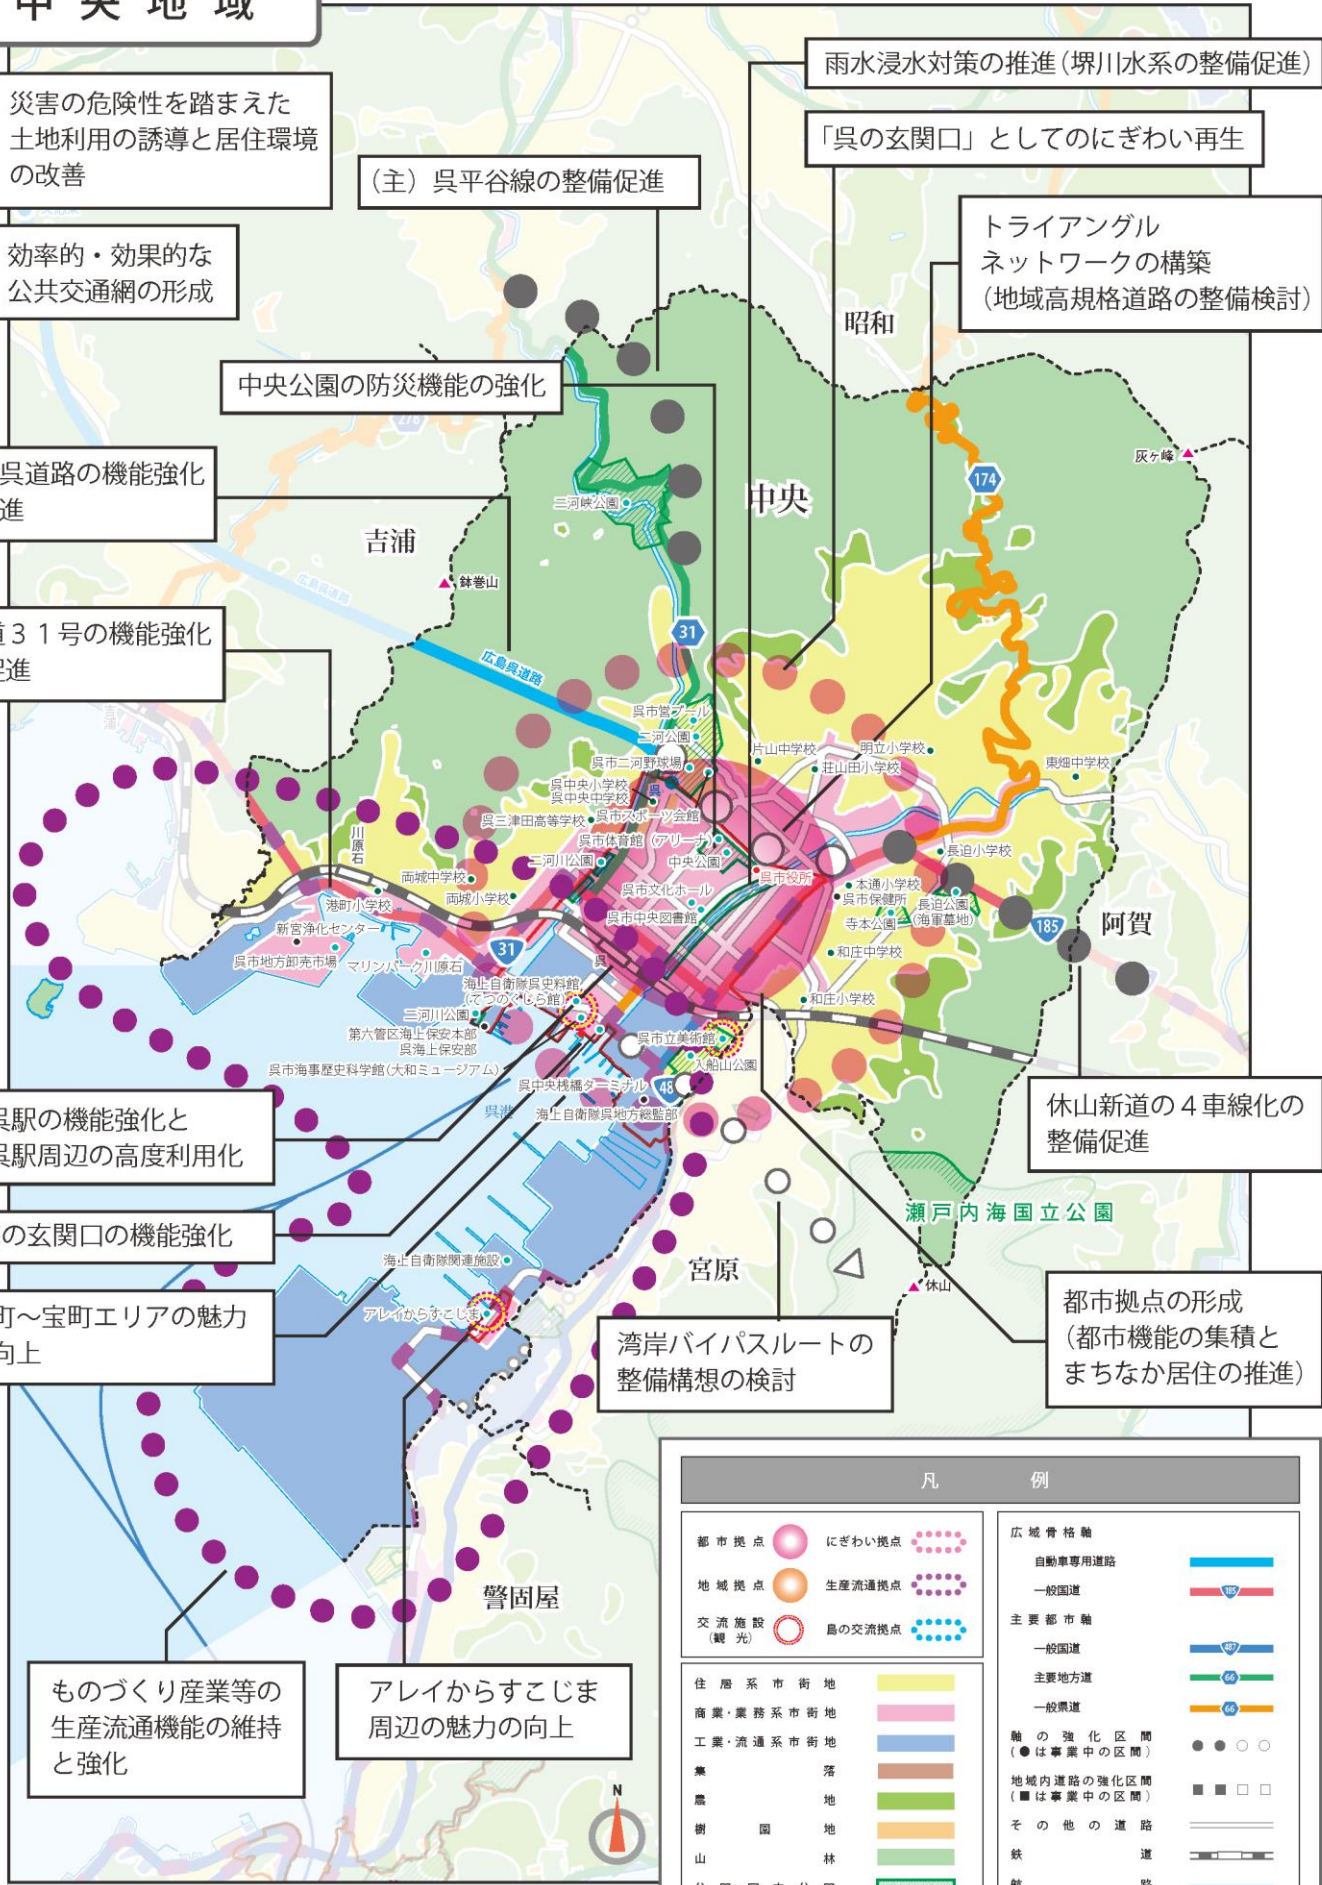 中央地域
雨水浸水対策の推進(堺川水系の整備促進)
災害の危険性を踏まえた
土地利用の誘導と居住環境
の改善
「呉の玄関口」としてのにぎわい再生
(主)呉平谷線の整備促進
トライアングル
ネットワークの構築
(地域高規格道路の整備検討)
効率的・効果的な
公共交通網の形成
昭和
中央公園の防災機能の強化
灰ヶ峰
呉道路の機能強化
進
174
中央
二河峡公園
吉浦
鉢巻山
広島呉道路
道31号の機能強化
促進
31
広島呉道路
呉市営プール
二河公園
呉市二河野球場
片山中学校
明立小学校
荘山田小学校
東畑中学校
呉中央小学校
呉中央中学校
呉
呉市スポーツ会館
呉三津田高等学校
呉市体育館(アリーナ)
中央公園
長迫小学校
川原石
二河川公園
呉市役所
両城中学校
両城小学校
呉市文化ホール
本通小学校
呉市保健所
長迫公園
(海軍墓地)
港町小学校
呉市中央図書館
寺本公園
185
阿賀
新宮浄化センター
呉市地方卸売市場
マリンパーク川原石
31
呉
和庄中学校
海上自衛隊呉史料館
(てつのくじら館)
和庄小学校
二河川公園
第六管区海上保安本部
呉海上保安部
呉市立美術館
入船山公園
呉市海事歴史科学館(大和ミュージアム)
呉中央桟橋ターミナル
48
呉港
海上自衛隊呉地方総監部
呉駅の機能強化と
呉駅周辺の高度利用化
休山新道の4車線化の
整備促進
瀬戸内海国立公園
の玄関口の機能強化
海上自衛隊関連施設
宮原
休山
町~宝町エリアの魅力
向上
アレイからすこじま
湾岸バイパスルートの
整備構想の検討
都市拠点の形成
(都市機能の集積と
まちなか居住の推進)
警固屋
ものづくり産業等の
生産流通機能の維持
と強化
アレイからすこじま
周辺の魅力の向上
N
凡例
都市拠点
にぎわい拠点
地域拠点
生産流通拠点
交流施設
(観光)
島の交流拠点
住居系市街地
商業・業務系市街地
工業・流通系市街地
集落
農地
樹園地
山林
広域骨格軸
自動車専用道路
一般国道
185
主要都市軸
一般国道
487
主要地方道
66
一般県道
66
軸の強化区間
(●は事業中の区間)
地域内道路の強化区間
(■は事業中の区間)
その他の道路
鉄道
航路